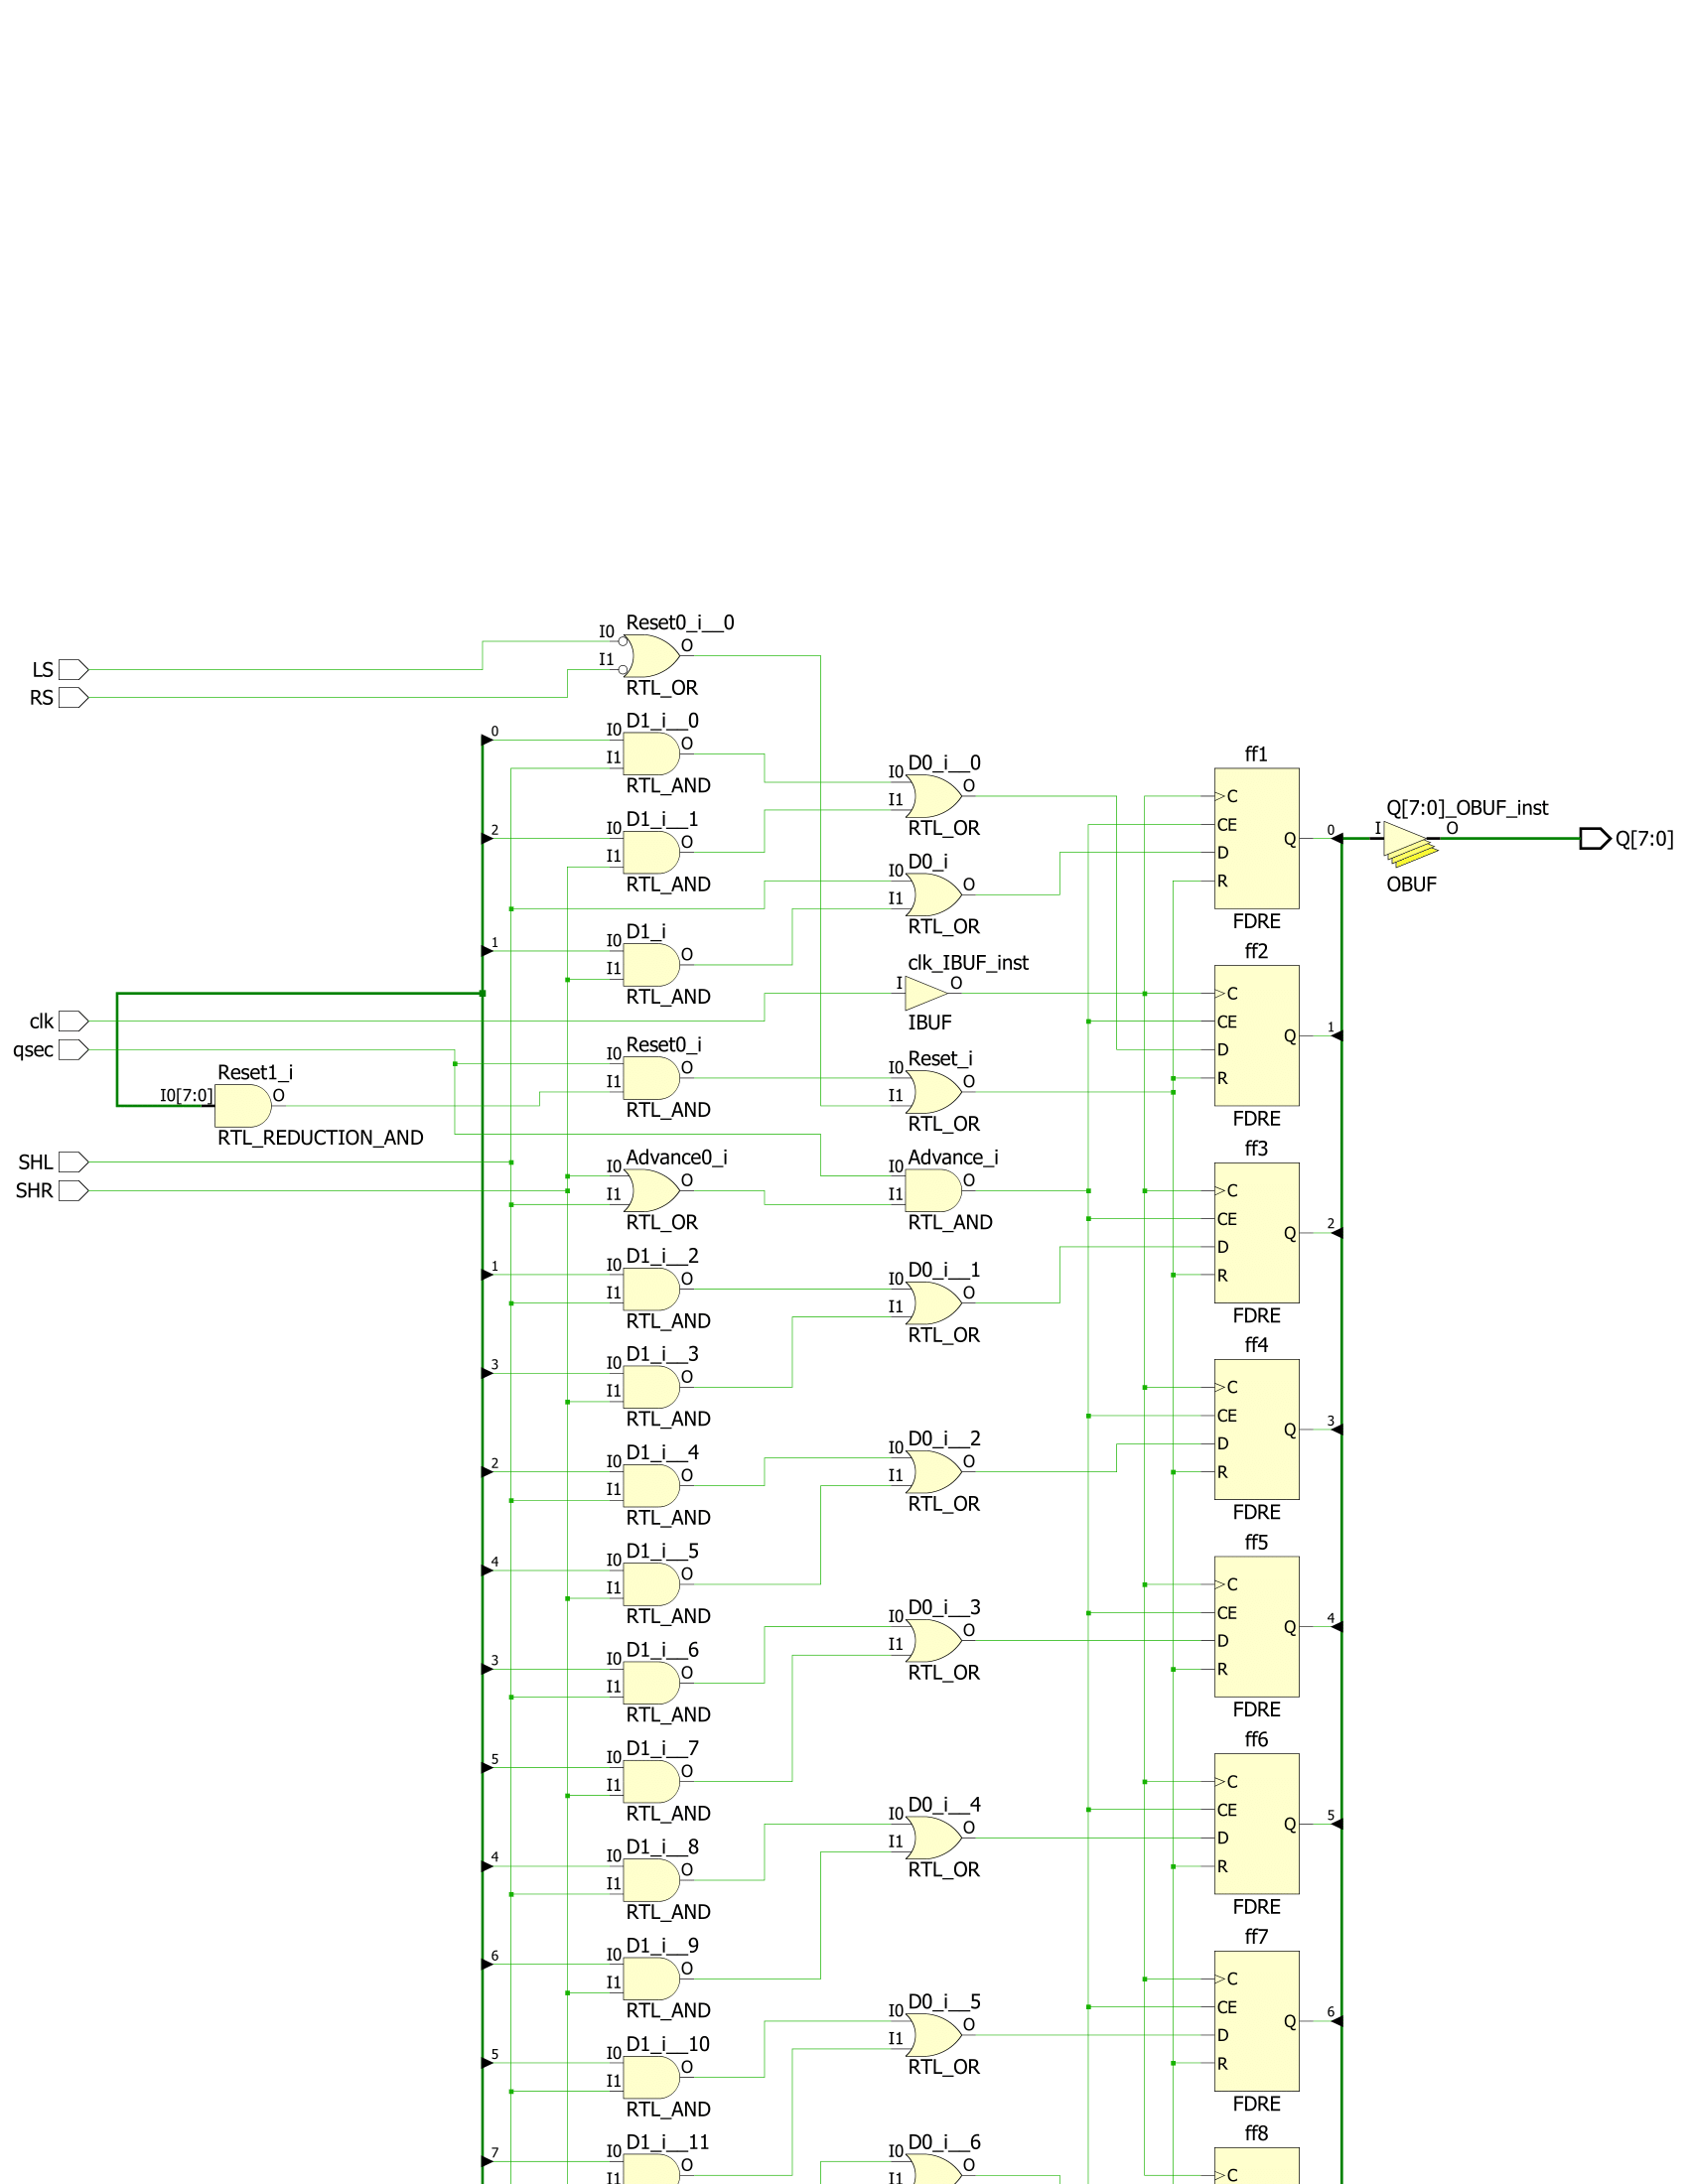 Reset0_i__0
I0
O
LS
I1
RS
RTL_OR
D1_i__0
0
I0
O
I1
RTL_AND
D1_i__1
2
I0
O
I1
RTL_AND
D1_i
1
I0
O
I1
RTL_AND
clk
qsec
Reset0_i
I0
O
I1
RTL_AND
Reset1_i
I0[7:0]
O
RTL_REDUCTION_AND
SHL
SHR
Advance0_i
I0
O
I1
RTL_OR
D1_i__2
1
I0
O
I1
RTL_AND
D1_i__3
3
I0
O
I1
RTL_AND
D1_i__4
2
I0
O
I1
RTL_AND
D1_i__5
4
I0
O
I1
RTL_AND
D1_i__6
3
I0
O
I1
RTL_AND
D1_i__7
5
I0
O
I1
RTL_AND
D1_i__8
4
I0
O
I1
RTL_AND
D1_i__9
6
I0
O
I1
RTL_AND
D1_i__10
5
I0
O
I1
RTL_AND
D1_i__11
7
I0
O
I1
D0_i__0
I0
O
I1
RTL_OR
D0_i
I0
O
I1
RTL_OR
clk_IBUF_inst
I
O
IBUF
Reset_i
I0
O
I1
RTL_OR
Advance_i
I0
O
I1
RTL_AND
D0_i__1
I0
O
I1
RTL_OR
D0_i__2
I0
O
I1
RTL_OR
D0_i__3
I0
O
I1
RTL_OR
D0_i__4
I0
O
I1
RTL_OR
D0_i__5
I0
O
I1
RTL_OR
D0_i__6
I0
O
I1
ff1
C
CE
Q
0
D
R
FDRE
ff2
C
CE
Q
1
D
R
FDRE
ff3
C
CE
Q
2
D
R
FDRE
ff4
C
CE
Q
3
D
R
FDRE
ff5
C
CE
Q
4
D
R
FDRE
ff6
C
CE
Q
5
D
R
FDRE
ff7
C
CE
Q
6
D
R
FDRE
ff8
C
Q[7:0]_OBUF_inst
I
O
OBUF
Q[7:0]